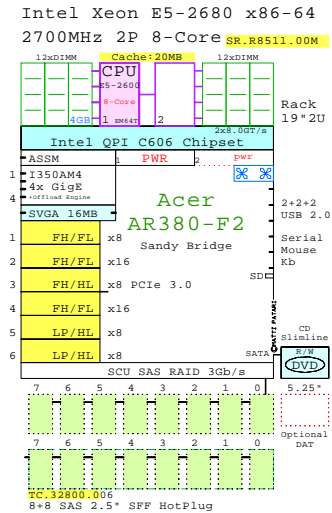 Intel Xeon E5-2680 x86-64
2700MHz 2P 8-Core SR.R8511.00M
12xDIMM Cache:20MB 12xDIMM
CPU
E5-2600
8-Core
4GB 1 EM64T 2
Rack
19"2U
2x8.0GT/s
Intel QPI C606 Chipset
ASSM 1 PWR 2 pwr
1 I350AM4
4x GigE
4 +Offload Engine
SVGA 16MB
Acer
AR380-F2
Sandy Bridge
2+2+2
USB 2.0
Serial
Mouse
Kb
1 FH/FL x8
2 FH/FL x16
3 FH/HL x8 PCIe 3.0
SD
4 FH/FL x16
5 LP/HL x8
6 LP/HL x8
MATTI PATARI
SATA
CD
Slimline
R/W
DVD
SCU SAS RAID 3Gb/s
7 6 5 4 3 2 1 0 5.25"
Optional
DAT
7 6 5 4 3 2 1 0
TC.32800.006
8+8 SAS 2.5" SFF HotPlug